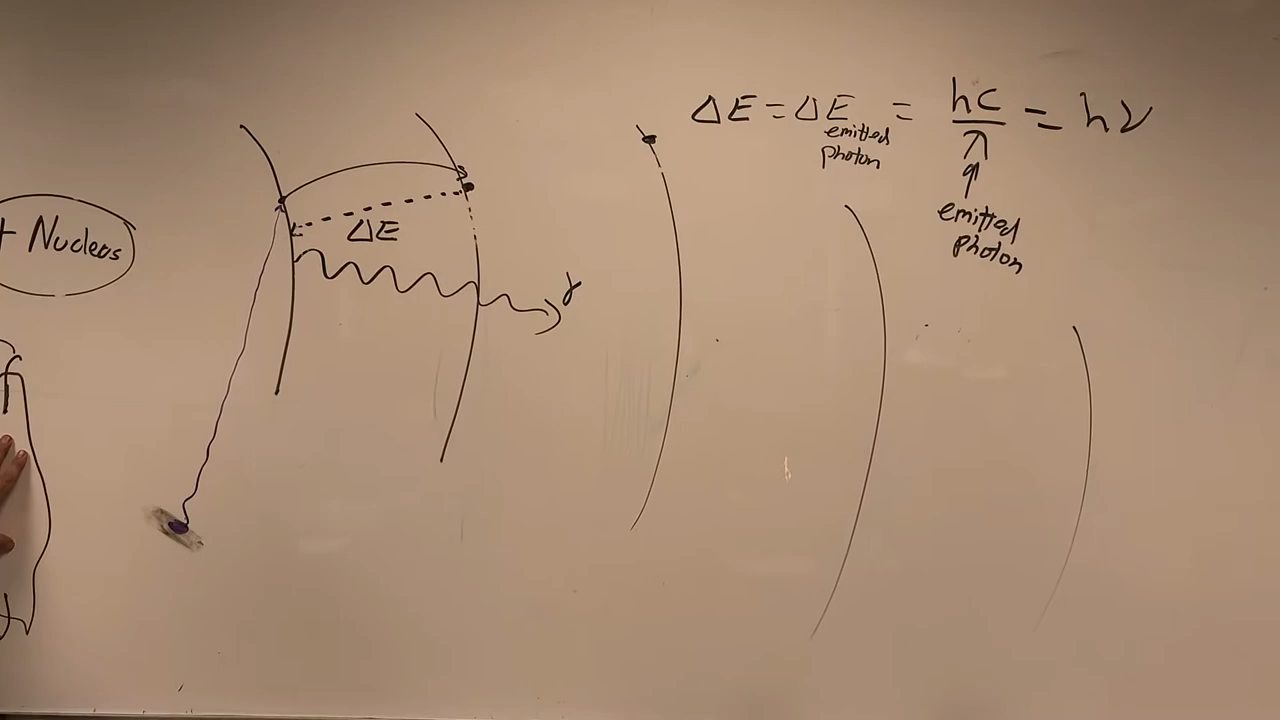 ΔE = ΔE emitted photon = hc/λ = hν
emitted
photon
+ Nucleus
ΔE
γ